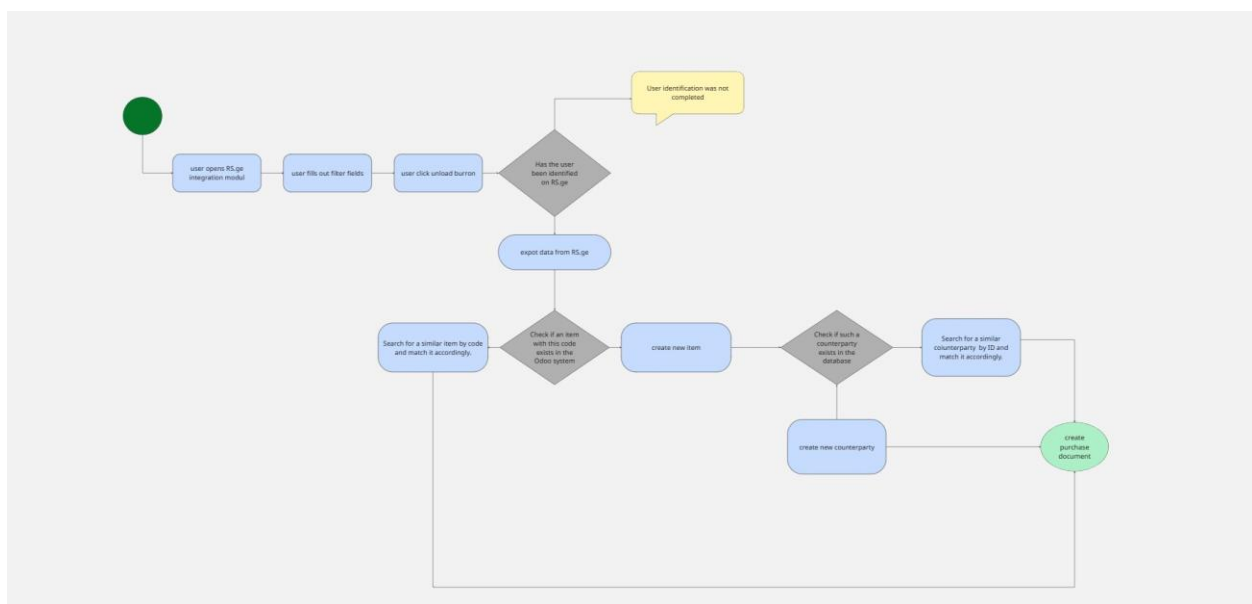 User identification was not
completed
user opens RS.ge
integration modul
user fills out filter fields
user click unload burron
Has the user
been identified
on RS.ge
expot data from RS.ge
Search for a similar item by code
and match it accordingly.
Check if an item
with this code
exists in the
Odoo system
create new item
Check if such a
counterparty
exists in the
database
Search for a similar
coiunterparty by ID and
match it accordingly.
create new counterparty
create
purchase
document